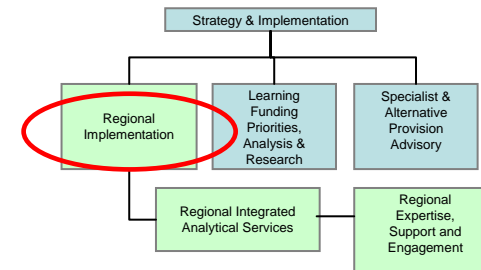 Strategy & Implementation
Regional
Implementation
Learning
Funding
Priorities,
Analysis &
Research
Specialist &
Alternative
Provision
Advisory
Regional Integrated
Analytical Services
Regional
Expertise,
Support and
Engagement